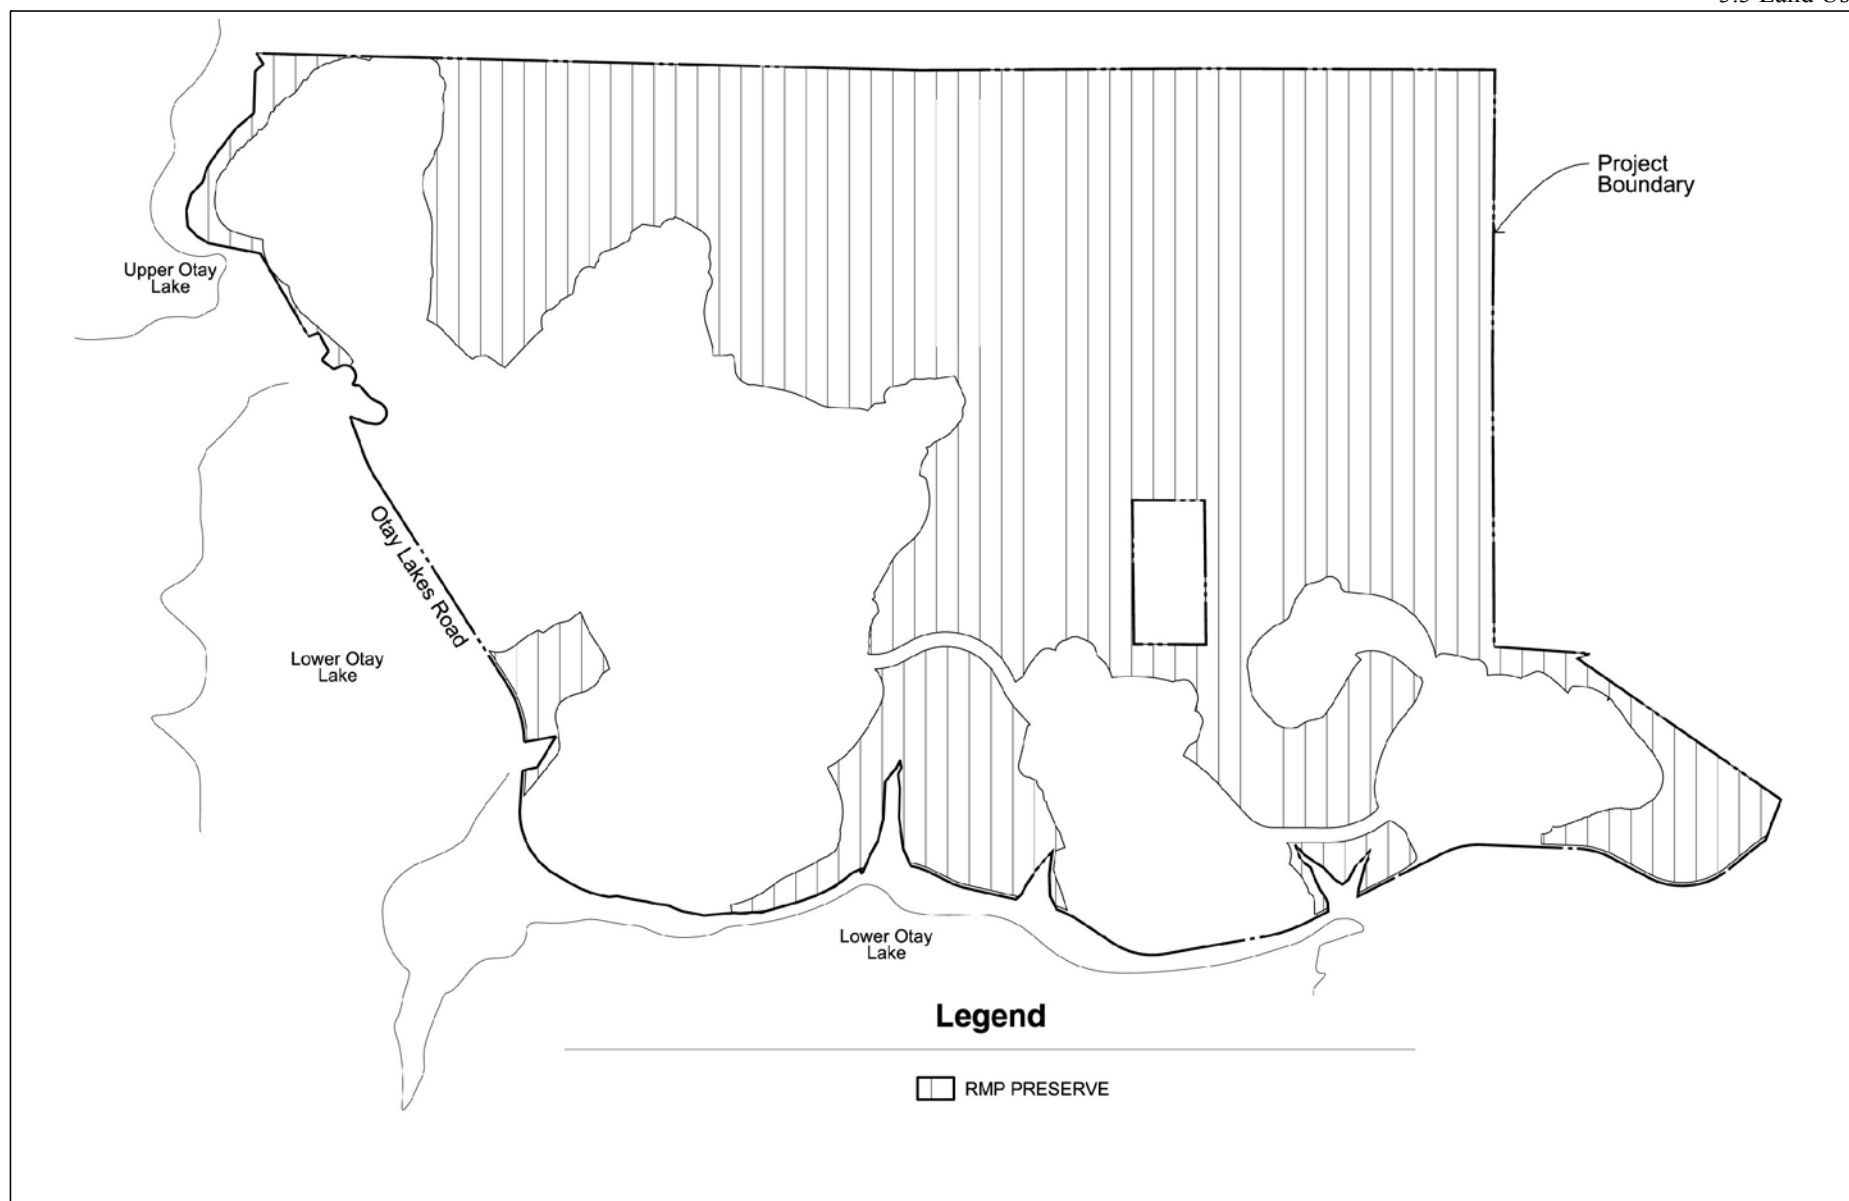 Project
Boundary
Upper Otay
Lake
Otay Lakes Road
Lower Otay
Lake
Lower Otay
Lake
Legend
RMP PRESERVE